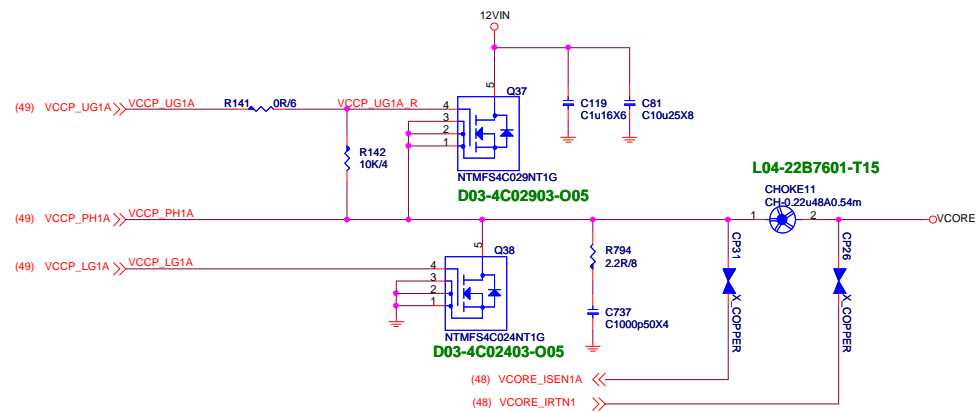 12VIN
(49) VCCP_UG1A VCCP_UG1A R141 0R/6 VCCP_UG1A_R
5 Q37
4
3
2
1
C119
C1u16X6
C81
C10u25X8
R142
10K/4
NTMFS4C029NT1G
D03-4C02903-O05
L04-22B7601-T15
CHOKE11
CH-0.22u48A0.54m
(49) VCCP_PH1A VCCP_PH1A 1 2 VCORE
5 Q38
(49) VCCP_LG1A VCCP_LG1A 4
3
2
1
R794
2.2R/8
C737
C1000p50X4
CP31
X_COPPER
CP26
X_COPPER
NTMFS4C024NT1G
D03-4C02403-O05
(48) VCORE_ISEN1A
(48) VCORE_IRTN1